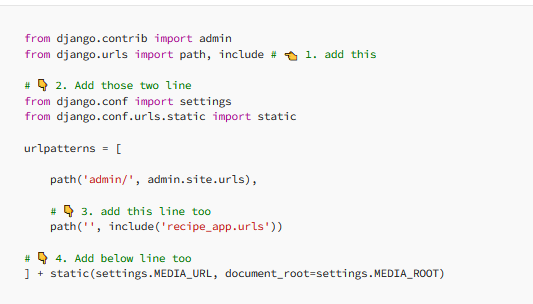 from django.contrib import admin
from django.urls import path, include # 👈 1. add this
# 👇 2. Add those two line
from django.conf import settings
from django.conf.urls.static import static
urlpatterns = [
path('admin/', admin.site.urls),
# 👇 3. add this line too
path('', include('recipe_app.urls'))
# 👇 4. Add below line too
] + static(settings.MEDIA_URL, document_root=settings.MEDIA_ROOT)